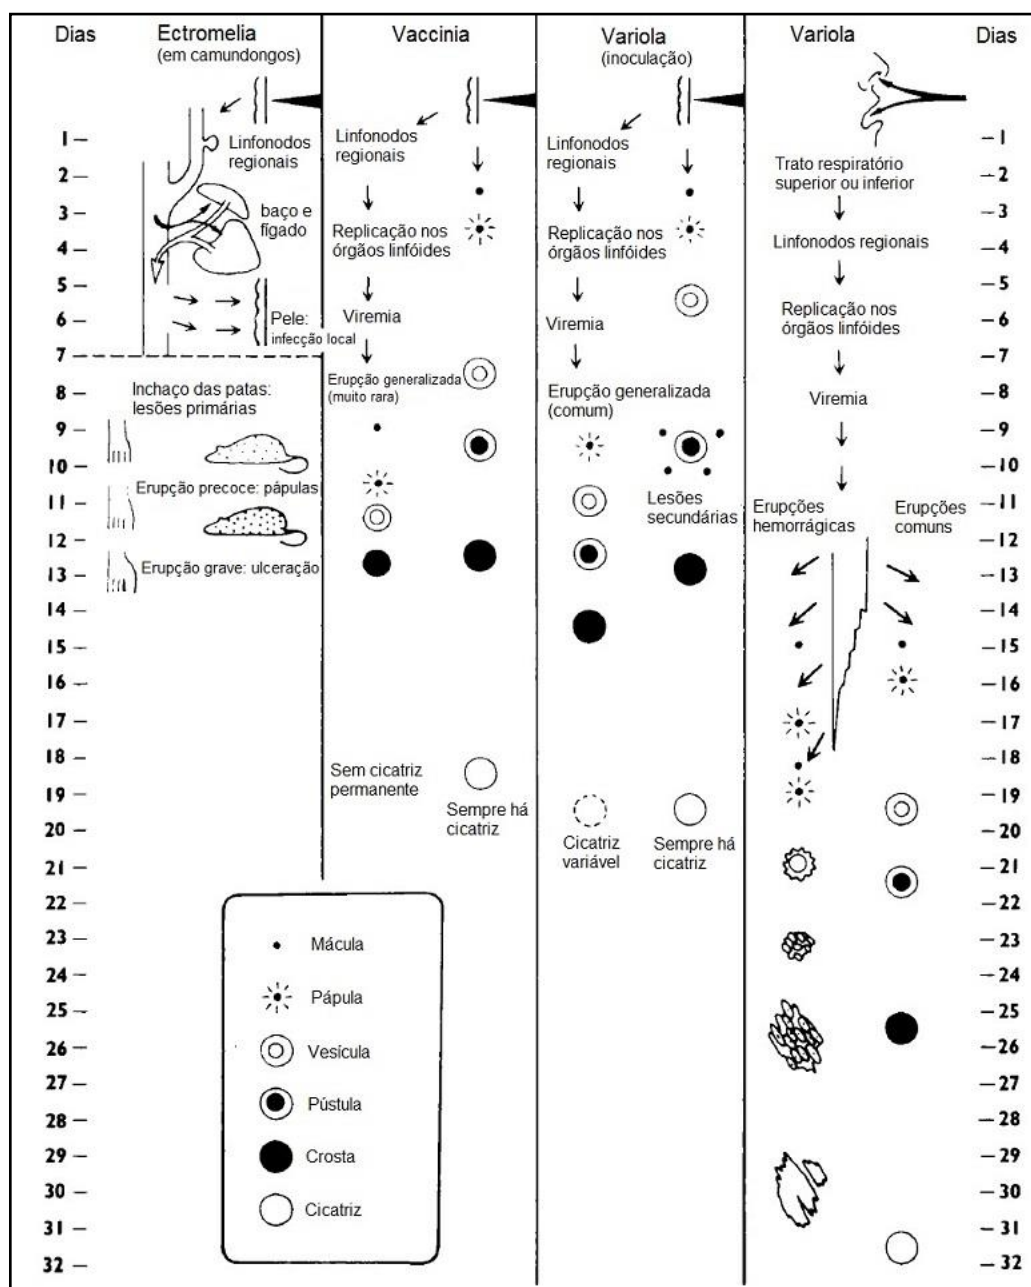 Dias
Ectromelia
(em camundongos)
Vaccinia
Variola
(inoculação)
Variola
Dias
1
2
3
4
5
6
7
8
9
10
11
12
13
14
15
16
17
18
19
20
21
22
23
24
25
26
27
28
29
30
31
32
Linfonodos
regionais
baço e
fígado
Pele:
infecção local
Inchaço das patas:
lesões primárias
Erupção precoce: pápulas
Erupção grave: ulceração
Linfonodos
regionais
Replicação nos
órgãos linfóides
Viremia
Erupção generalizada
(muito rara)
Sem cicatriz
permanente
Sempre há
cicatriz
Linfonodos
regionais
Replicação nos
órgãos linfóides
Viremia
Erupção generalizada
(comum)
Lesões
secundárias
Cicatriz
variável
Sempre há
cicatriz
Trato respiratório
superior ou inferior
Linfonodos regionais
Replicação nos
órgãos linfóides
Viremia
Erupções
hemorrágicas
Erupções
comuns
1
2
3
4
5
6
7
8
9
10
11
12
13
14
15
16
17
18
19
20
21
22
23
24
25
26
27
28
29
30
31
32
Mácula
Pápula
Vesícula
Pústula
Crosta
Cicatriz